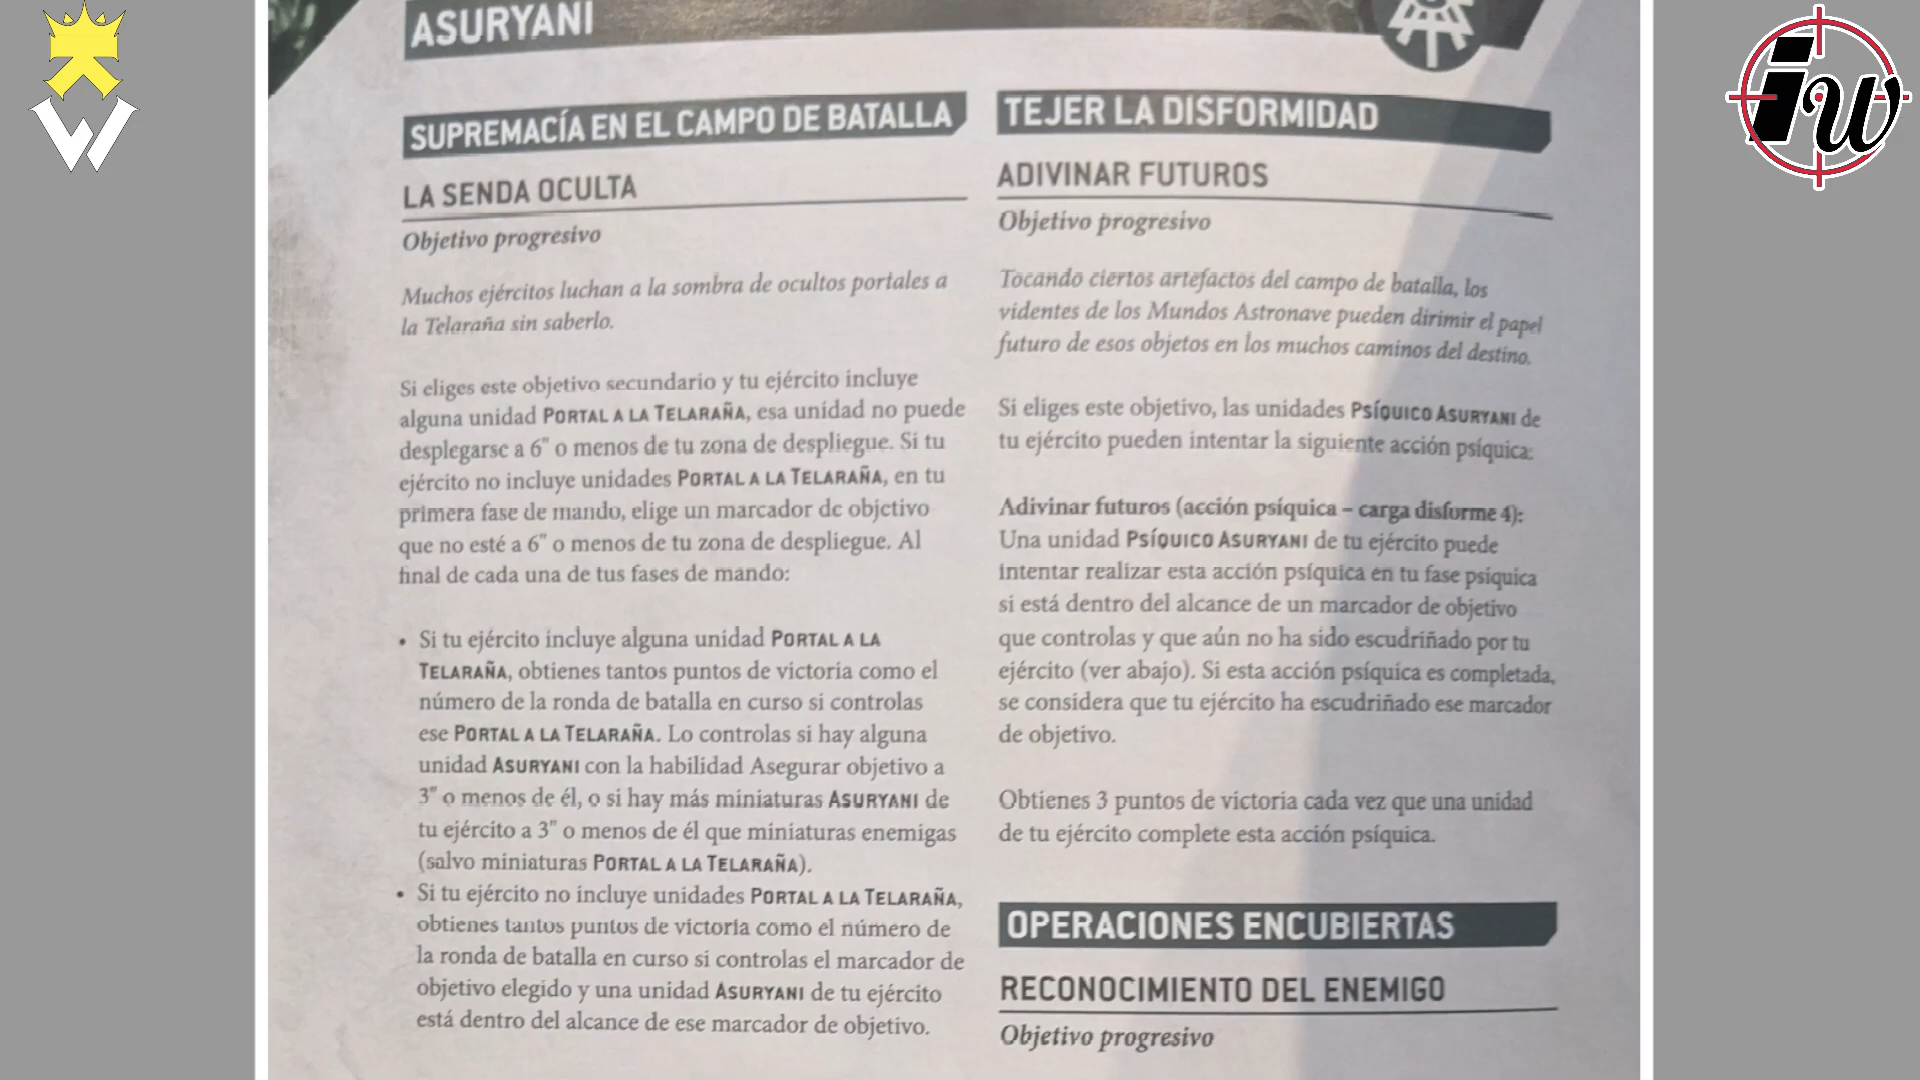 ASURYANI
SUPREMACÍA EN EL CAMPO DE BATALLA
LA SENDA OCULTA
Objetivo progresivo
Muchos ejércitos luchan a la sombra de ocultos portales a
la Telaraña sin saberlo.
Si eliges este objetivo secundario y tu ejército incluye
alguna unidad PORTAL A LA TELARAÑA, esa unidad no puede
desplegarse a 6" o menos de tu zona de despliegue. Si tu
ejército no incluye unidades PORTAL A LA TELARAÑA, en tu
primera fase de mando, elige un marcador de objetivo
que no esté a 6" o menos de tu zona de despliegue. Al
final de cada una de tus fases de mando:
• Si tu ejército incluye alguna unidad PORTAL A LA
TELARAÑA, obtienes tantos puntos de victoria como el
número de la ronda de batalla en curso si controlas
ese PORTAL A LA TELARAÑA. Lo controlas si hay alguna
unidad ASURYANI con la habilidad Asegurar objetivo a
3" o menos de él, o si hay más miniaturas ASURYANI de
tu ejército a 3" o menos de él que miniaturas enemigas
(salvo miniaturas PORTAL A LA TELARAÑA).
• Si tu ejército no incluye unidades PORTAL A LA TELARAÑA,
obtienes tantos puntos de victoria como el número de
la ronda de batalla en curso si controlas el marcador de
objetivo elegido y una unidad ASURYANI de tu ejército
está dentro del alcance de ese marcador de objetivo.
TEJER LA DISFORMIDAD
ADIVINAR FUTUROS
Objetivo progresivo
Tocando ciertos artefactos del campo de batalla, los
videntes de los Mundos Astronave pueden dirimir el papel
futuro de esos objetos en los muchos caminos del destino.
Si eliges este objetivo, las unidades PSÍQUICO ASURYANI de
tu ejército pueden intentar la siguiente acción psíquica:
Adivinar futuros (acción psíquica – carga disforme 4):
Una unidad PSÍQUICO ASURYANI de tu ejército puede
intentar realizar esta acción psíquica en tu fase psíquica
si está dentro del alcance de un marcador de objetivo
que controlas y que aún no ha sido escudriñado por tu
ejército (ver abajo). Si esta acción psíquica es completada,
se considera que tu ejército ha escudriñado ese marcador
de objetivo.
Obtienes 3 puntos de victoria cada vez que una unidad
de tu ejército complete esta acción psíquica.
OPERACIONES ENCUBIERTAS
RECONOCIMIENTO DEL ENEMIGO
Objetivo progresivo
W
iw